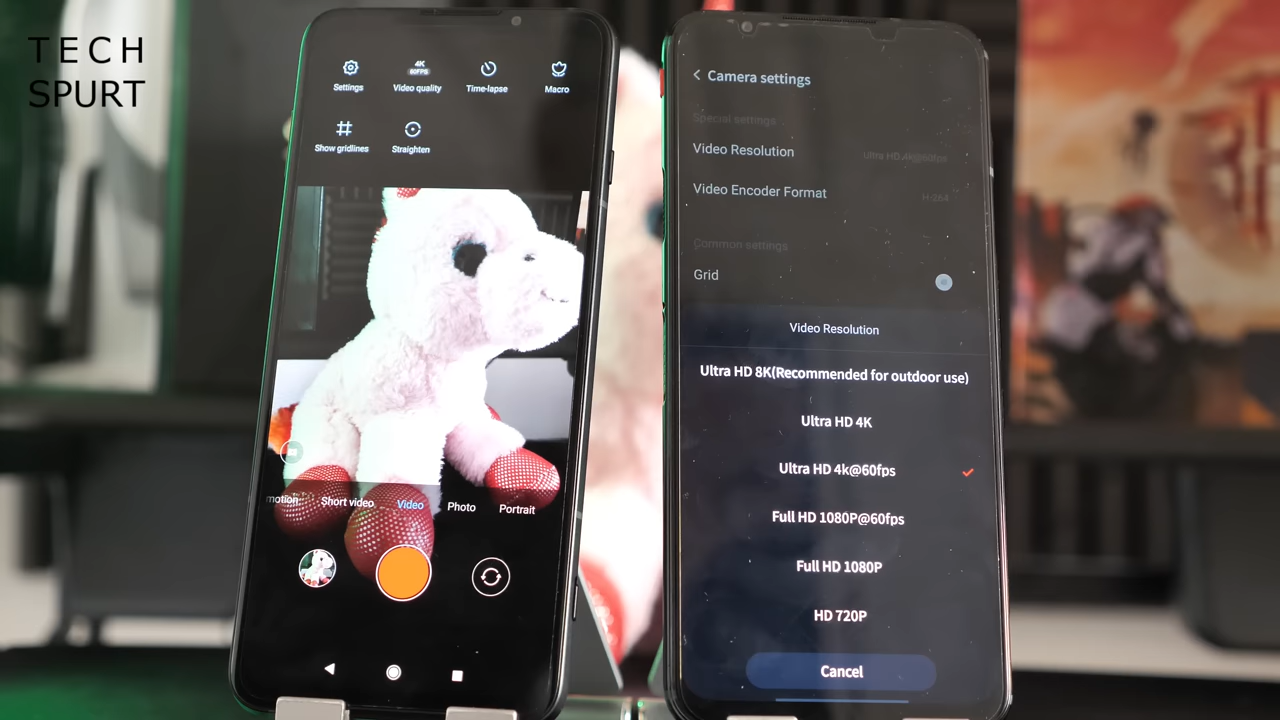 TECH
SPURT
Settings
4K
60FPS
Video quality
Time-lapse
Macro
Show gridlines
Straighten
motion
Short video
Video
Photo
Portrait
Camera settings
Special settings
Video Resolution
Ultra HD 4k@60fps
Video Encoder Format
H·264
Common settings
Grid
Video Resolution
Ultra HD 8K(Recommended for outdoor use)
Ultra HD 4K
Ultra HD 4k@60fps
Full HD 1080P@60fps
Full HD 1080P
HD 720P
Cancel